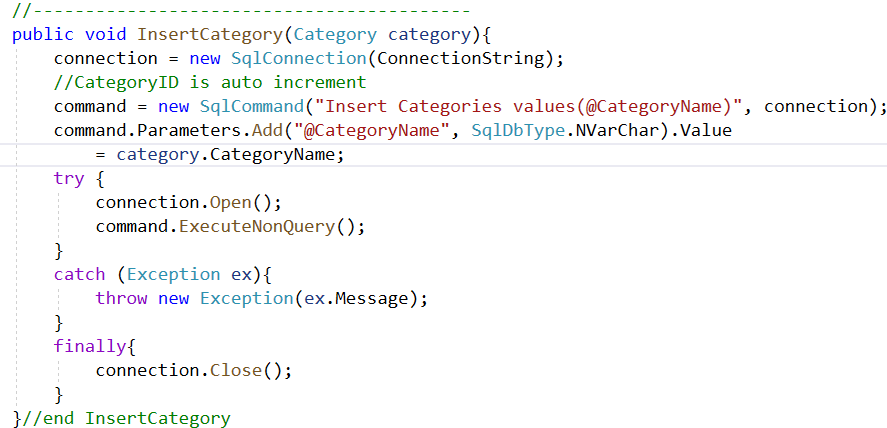 //------------------------------------------
public void InsertCategory(Category category){
    connection = new SqlConnection(ConnectionString);
    //CategoryID is auto increment
    command = new SqlCommand("Insert Categories values(@CategoryName)", connection);
    command.Parameters.Add("@CategoryName", SqlDbType.NVarChar).Value
        = category.CategoryName;
    try {
        connection.Open();
        command.ExecuteNonQuery();
    }
    catch (Exception ex){
        throw new Exception(ex.Message);
    }
    finally{
        connection.Close();
    }
}//end InsertCategory